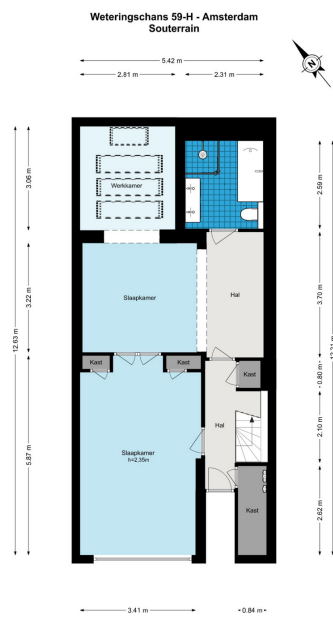 Weteringschans 59-H - Amsterdam
Souterrain
5.42 m
2.81 m
2.31 m
N
Werkkamer
3.06 m
2.59 m
12.63 m
3.22 m
Slaapkamer
Hal
3.70 m
12.21 m
Kast
Kast
Kast
0.80 m
Slaapkamer
h=2,35m
Hal
2.10 m
5.87 m
Kast
2.62 m
3.41 m
0.84 m